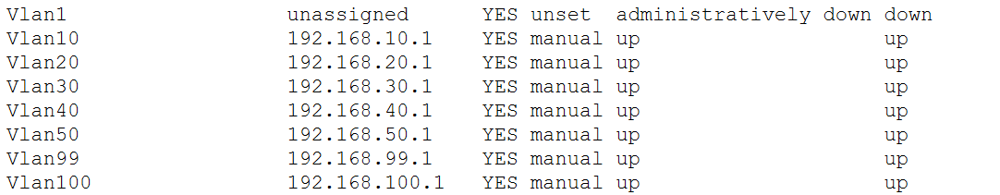 Vlan1 unassigned YES unset administratively down down
Vlan10 192.168.10.1 YES manual up up
Vlan20 192.168.20.1 YES manual up up
Vlan30 192.168.30.1 YES manual up up
Vlan40 192.168.40.1 YES manual up up
Vlan50 192.168.50.1 YES manual up up
Vlan99 192.168.99.1 YES manual up up
Vlan100 192.168.100.1 YES manual up up